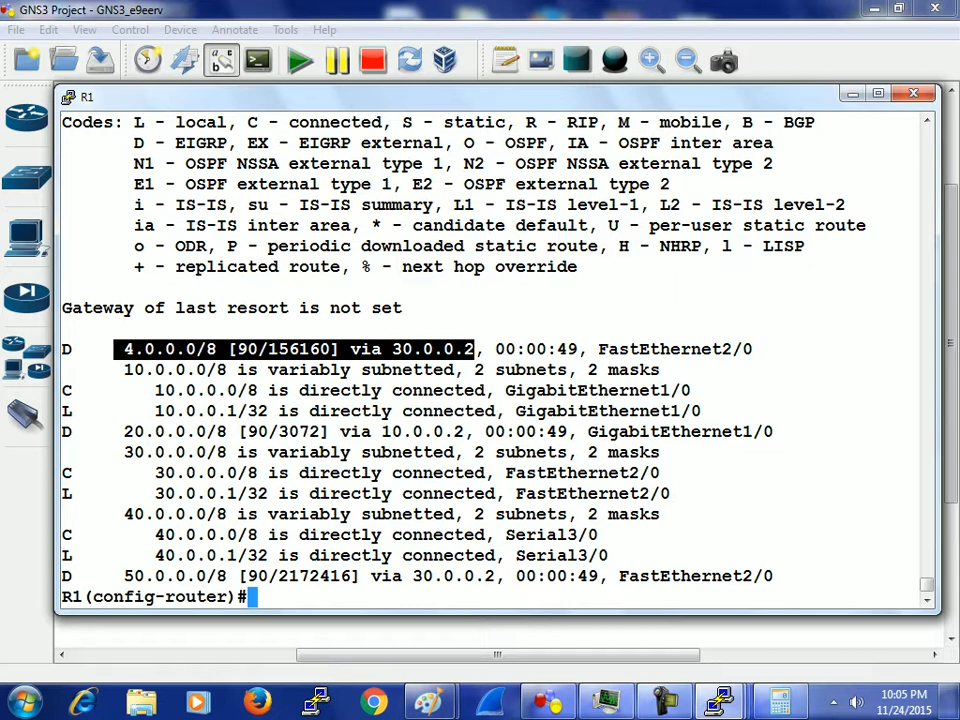 GNS3 Project - GNS3_e9eerv
File Edit View Control Device Annotate Tools Help
a c b
R1
Codes: L - local, C - connected, S - static, R - RIP, M - mobile, B - BGP
D - EIGRP, EX - EIGRP external, O - OSPF, IA - OSPF inter area
N1 - OSPF NSSA external type 1, N2 - OSPF NSSA external type 2
E1 - OSPF external type 1, E2 - OSPF external type 2
i - IS-IS, su - IS-IS summary, L1 - IS-IS level-1, L2 - IS-IS level-2
ia - IS-IS inter area, * - candidate default, U - per-user static route
o - ODR, P - periodic downloaded static route, H - NHRP, l - LISP
+ - replicated route, % - next hop override
Gateway of last resort is not set
D 4.0.0.0/8 [90/156160] via 30.0.0.2, 00:00:49, FastEthernet2/0
10.0.0.0/8 is variably subnetted, 2 subnets, 2 masks
C 10.0.0.0/8 is directly connected, GigabitEthernet1/0
L 10.0.0.1/32 is directly connected, GigabitEthernet1/0
D 20.0.0.0/8 [90/3072] via 10.0.0.2, 00:00:49, GigabitEthernet1/0
30.0.0.0/8 is variably subnetted, 2 subnets, 2 masks
C 30.0.0.0/8 is directly connected, FastEthernet2/0
L 30.0.0.1/32 is directly connected, FastEthernet2/0
40.0.0.0/8 is variably subnetted, 2 subnets, 2 masks
C 40.0.0.0/8 is directly connected, Serial3/0
L 40.0.0.1/32 is directly connected, Serial3/0
D 50.0.0.0/8 [90/2172416] via 30.0.0.2, 00:00:49, FastEthernet2/0
R1(config-router)#
10:05 PM
11/24/2015